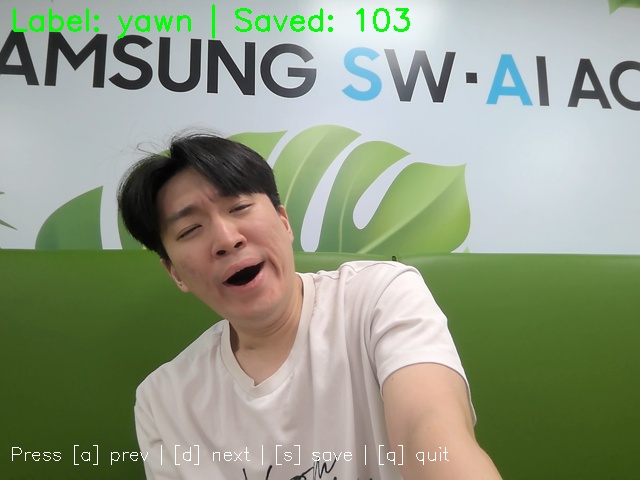 Label: yawn | Saved: 103
AMSUNG SW·AI AC
Press [a] prev | [d] next | [s] save | [q] quit